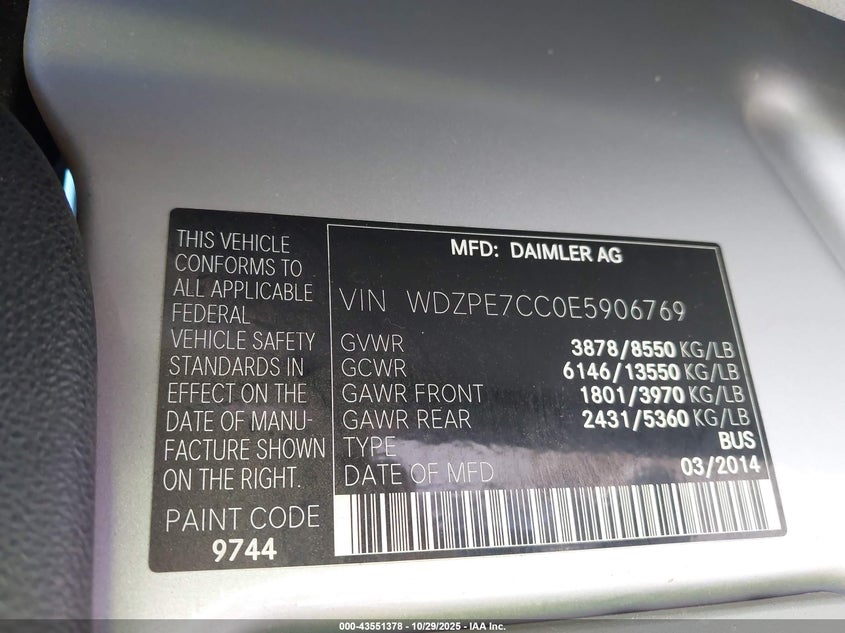 THIS VEHICLE
CONFORMS TO
ALL APPLICABLE
FEDERAL
VEHICLE SAFETY
STANDARDS IN
EFFECT ON THE
DATE OF MANU-
FACTURE SHOWN
ON THE RIGHT.
PAINT CODE
9744
MFD: DAIMLER AG
VIN WDZPE7CC0E5906769
GVWR 3878/8550 KG/LB
GCWR 6146/13550 KG/LB
GAWR FRONT 1801/3970 KG/LB
GAWR REAR 2431/5360 KG/LB
TYPE BUS
DATE OF MFD 03/2014
000-43551378 - 10/29/2025 - IAA Inc.